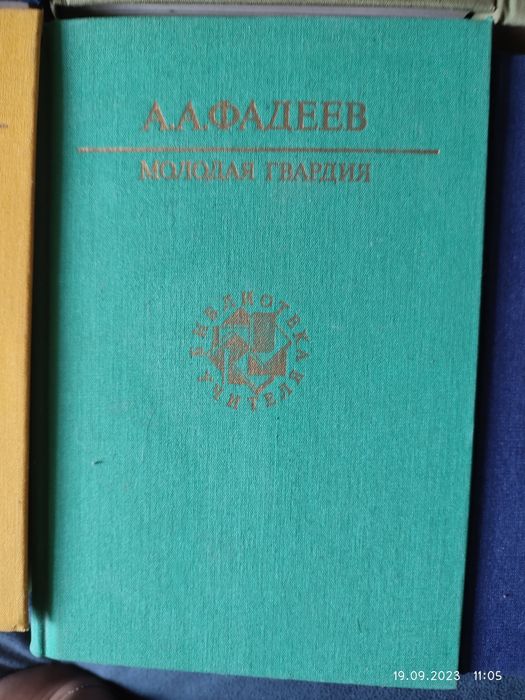 А.А.ФАДЕЕВ
МОЛОДАЯ ГВАРДИЯ
БИБЛИОТЕКА
УЧИТЕЛЯ
19.09.2023 11:05